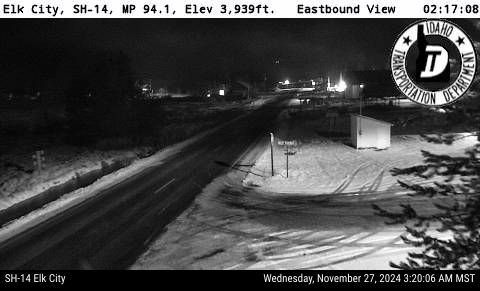 Elk City, SH-14, MP 94.1, Elev 3,939ft. Eastbound View 02:17:08
IDAHO
TRANSPORTATION DEPARTMENT
SH-14 Elk City Wednesday, November 27, 2024 3:20:06 AM MST